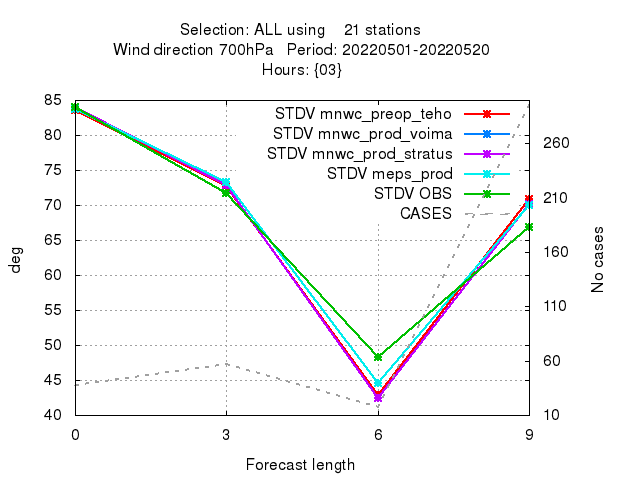 Selection: ALL using 21 stations
Wind direction 700hPa Period: 20220501-20220520
Hours: {03}
STDV mnwc_preop_teho
STDV mnwc_prod_voima
STDV mnwc_prod_stratus
STDV meps_prod
STDV OBS
CASES
85
80
75
70
65
60
55
50
45
40
deg
260
210
160
110
60
10
No cases
0 3 6 9
Forecast length